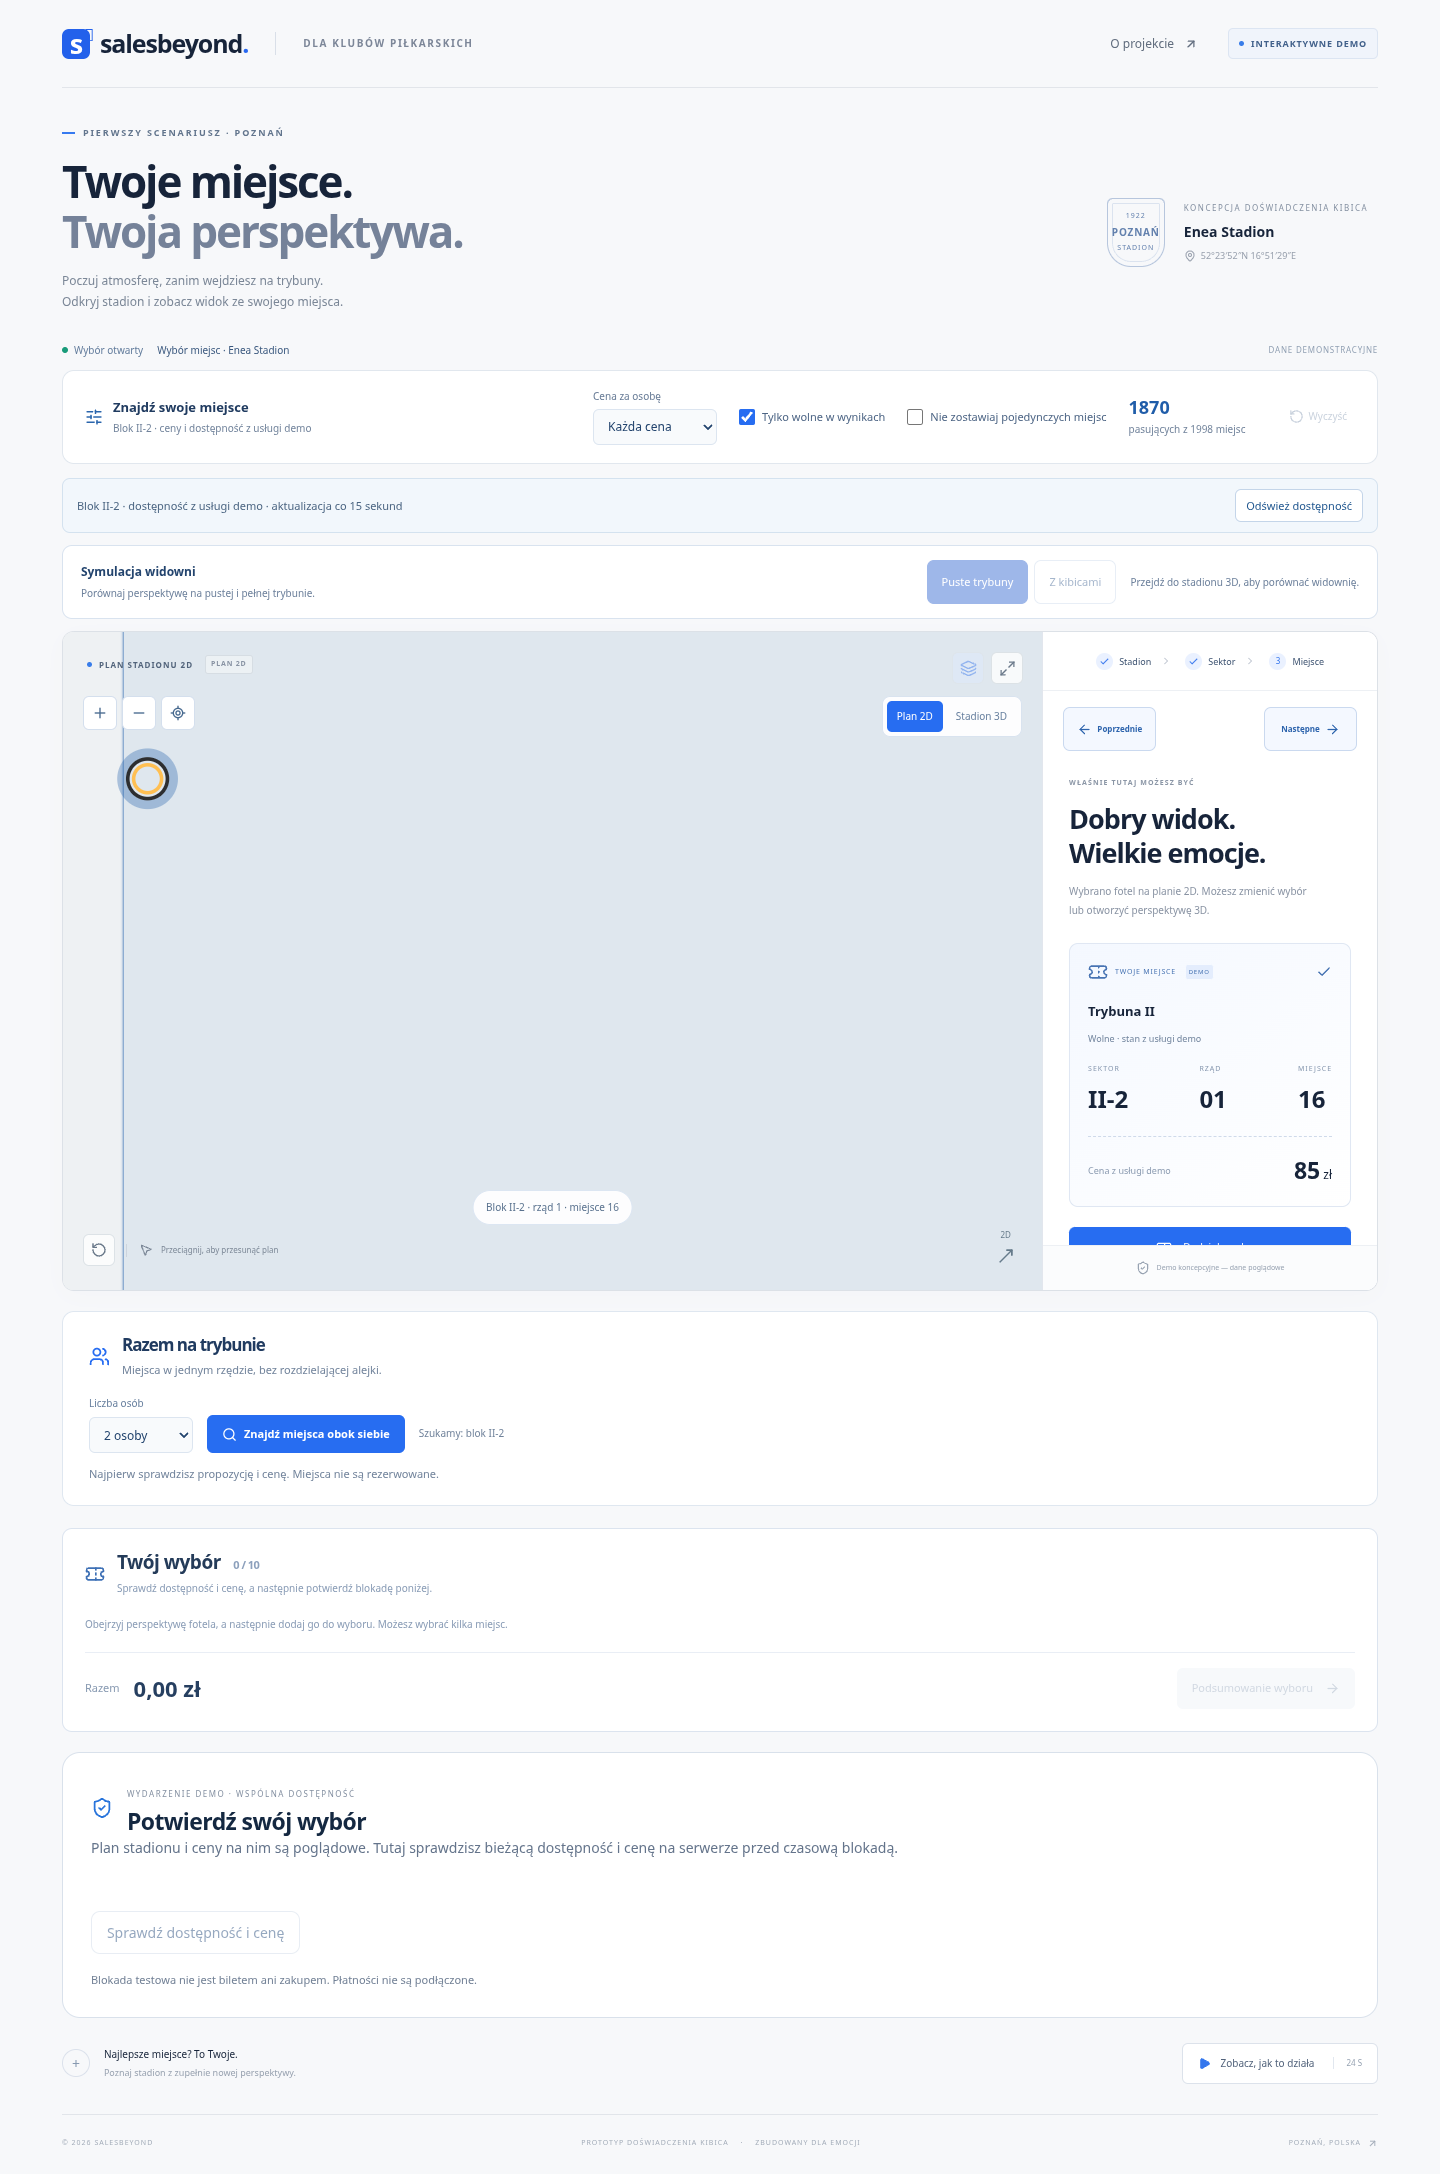 s salesbeyond.
DLA KLUBÓW PIŁKARSKICH
O projekcie
INTERAKTYWNE DEMO
PIERWSZY SCENARIUSZ · POZNAŃ
Twoje miejsce.
Twoja perspektywa.
Poczuj atmosferę, zanim wejdziesz na trybuny.
Odkryj stadion i zobacz widok ze swojego miejsca.
1922
POZNAŃ
STADION
KONCEPCJA DOŚWIADCZENIA KIBICA
Enea Stadion
52°23′52″N 16°51′29″E
Wybór otwarty
Wybór miejsc · Enea Stadion
DANE DEMONSTRACYJNE
Znajdź swoje miejsce
Blok II-2 · ceny i dostępność z usługi demo
Cena za osobę
Każda cena
Tylko wolne w wynikach
Nie zostawiaj pojedynczych miejsc
1870
pasujących z 1998 miejsc
Wyczyść
Blok II-2 · dostępność z usługi demo · aktualizacja co 15 sekund
Odśwież dostępność
Symulacja widowni
Porównaj perspektywę na pustej i pełnej trybunie.
Puste trybuny
Z kibicami
Przejdź do stadionu 3D, aby porównać widownię.
PLAN STADIONU 2D
PLAN 2D
Plan 2D
Stadion 3D
Blok II-2 · rząd 1 · miejsce 16
Przeciągnij, aby przesunąć plan
2D
Stadion
Sektor
3 Miejsce
Poprzednie
Następne
WŁAŚNIE TUTAJ MOŻESZ BYĆ
Dobry widok.
Wielkie emocje.
Wybrano fotel na planie 2D. Możesz zmienić wybór
lub otworzyć perspektywę 3D.
TWOJE MIEJSCE
DEMO
Trybuna II
Wolne · stan z usługi demo
SEKTOR
RZĄD
MIEJSCE
II-2
01
16
Cena z usługi demo
85 zł
Demo koncepcyjne — dane poglądowe
Razem na trybunie
Miejsca w jednym rzędzie, bez rozdzielającej alejki.
Liczba osób
2 osoby
Znajdź miejsca obok siebie
Szukamy: blok II-2
Najpierw sprawdzisz propozycję i cenę. Miejsca nie są rezerwowane.
Twój wybór
0 / 10
Sprawdź dostępność i cenę, a następnie potwierdź blokadę poniżej.
Obejrzyj perspektywę fotela, a następnie dodaj go do wyboru. Możesz wybrać kilka miejsc.
Razem
0,00 zł
Podsumowanie wyboru
WYDARZENIE DEMO · WSPÓLNA DOSTĘPNOŚĆ
Potwierdź swój wybór
Plan stadionu i ceny na nim są poglądowe. Tutaj sprawdzisz bieżącą dostępność i cenę na serwerze przed czasową blokadą.
Sprawdź dostępność i cenę
Blokada testowa nie jest biletem ani zakupem. Płatności nie są podłączone.
Najlepsze miejsce? To Twoje.
Poznaj stadion z zupełnie nowej perspektywy.
Zobacz, jak to działa
24 S
© 2026 SALESBEYOND
PROTOTYP DOŚWIADCZENIA KIBICA · ZBUDOWANY DLA EMOCJI
POZNAŃ, POLSKA